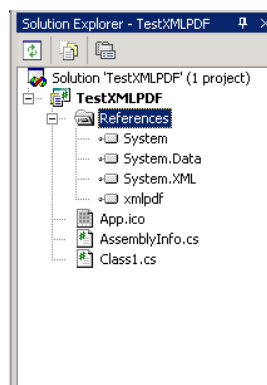 Solution Explorer - TestXMLPDF
Solution 'TestXMLPDF' (1 project)
TestXMLPDF
References
System
System.Data
System.XML
xmlpdf
App.ico
AssemblyInfo.cs
Class1.cs